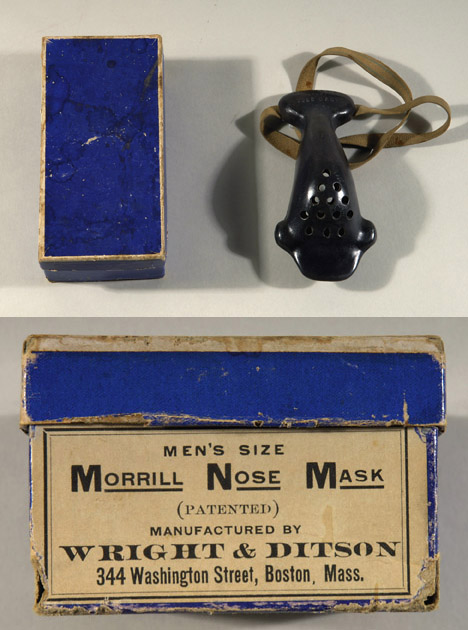 MEN'S SIZE
MORRILL NOSE MASK
(PATENTED)
MANUFACTURED BY
WRIGHT & DITSON
344 Washington Street, Boston, Mass.